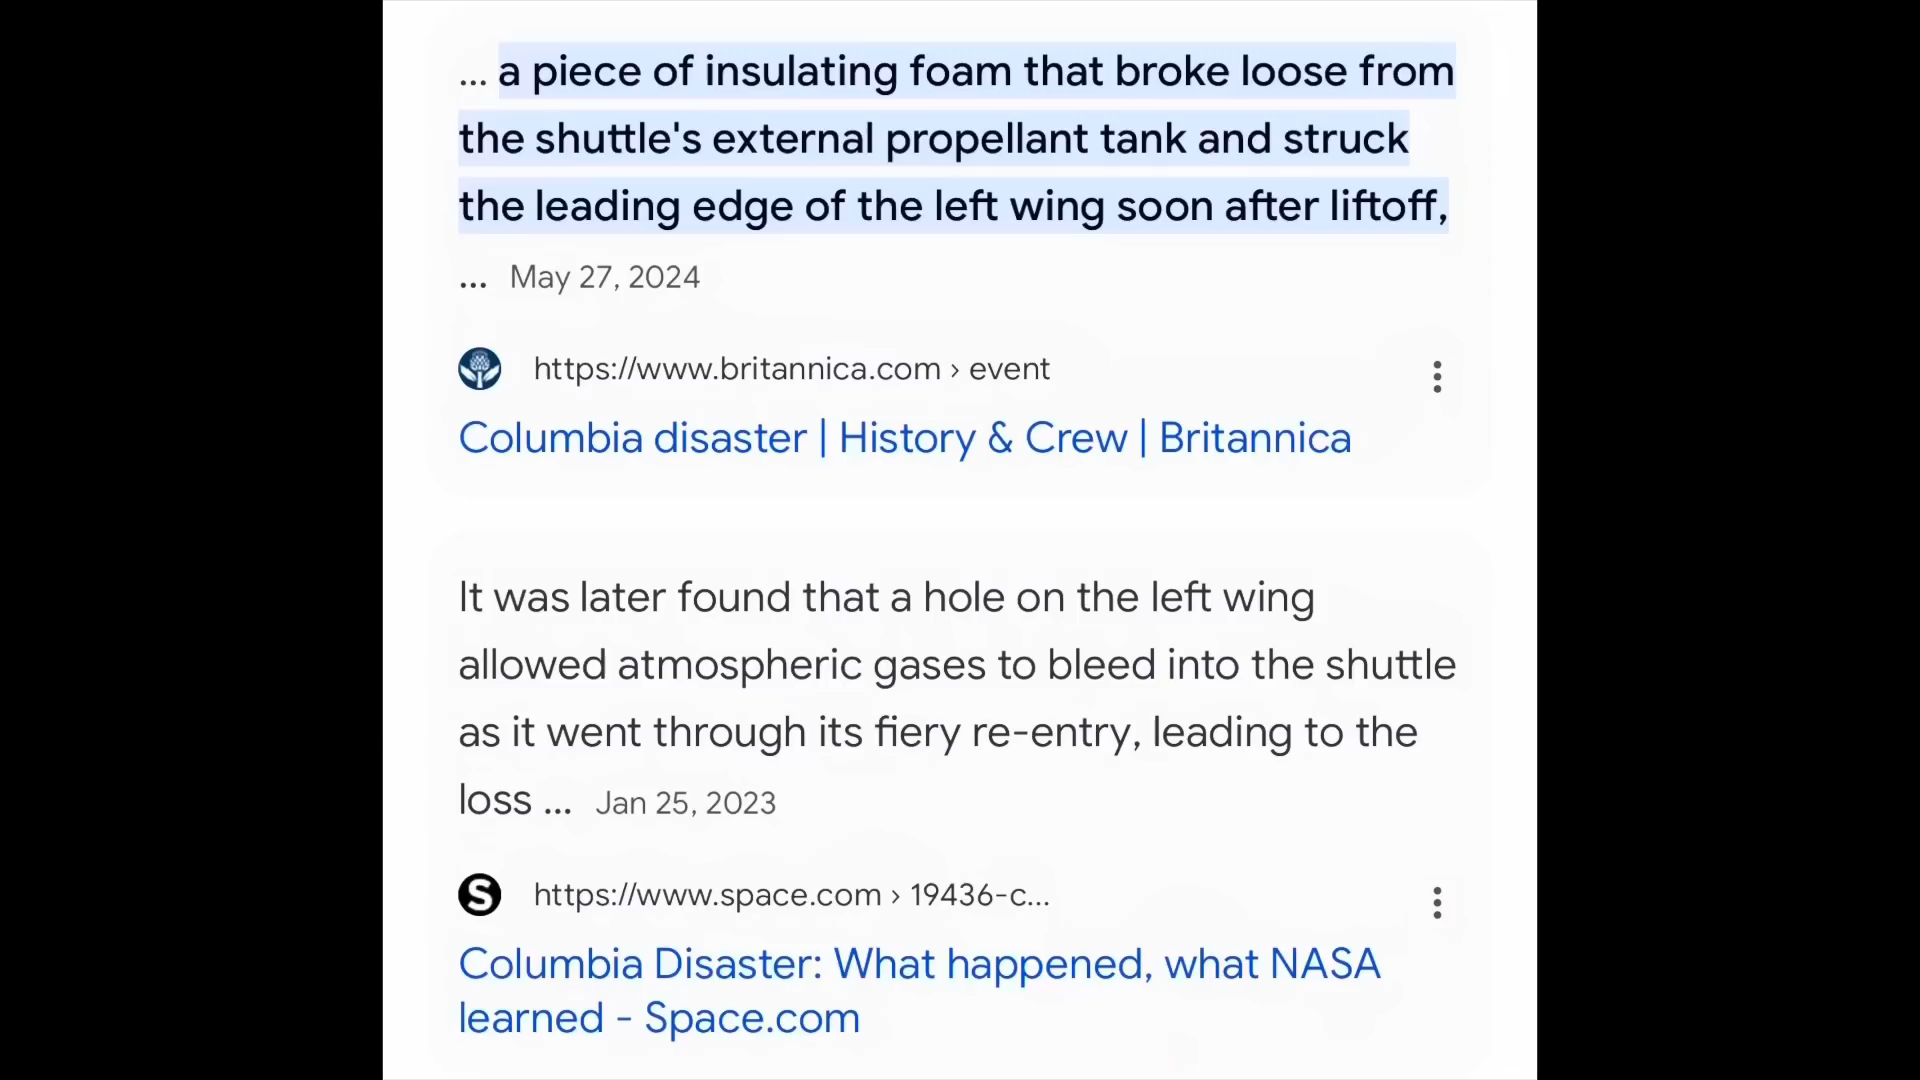 ... a piece of insulating foam that broke loose from
the shuttle's external propellant tank and struck
the leading edge of the left wing soon after liftoff,
... May 27, 2024
https://www.britannica.com › event
Columbia disaster | History & Crew | Britannica
It was later found that a hole on the left wing
allowed atmospheric gases to bleed into the shuttle
as it went through its fiery re-entry, leading to the
loss ... Jan 25, 2023
S https://www.space.com › 19436-c...
Columbia Disaster: What happened, what NASA
learned - Space.com